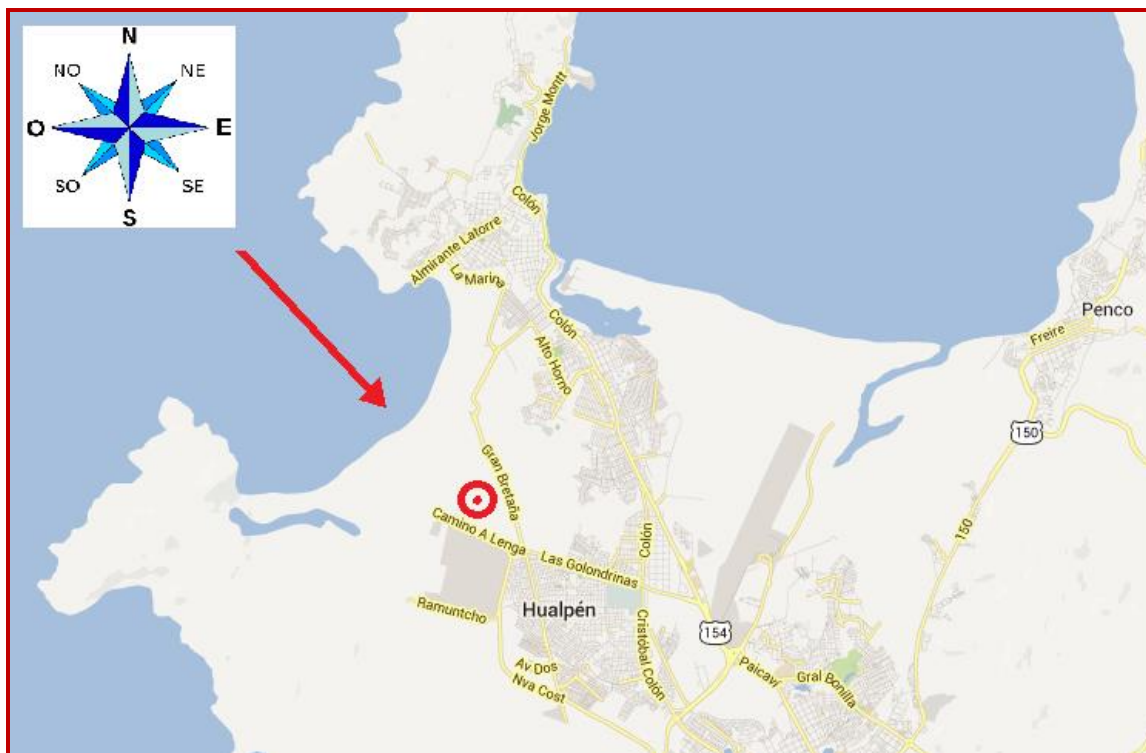 N
NO
NE
O
E
SO
SE
S
Jorge Montt
Colón
Almirante Latorre
La Marina
Colón
Penco
Freire
Alto Horno
150
Gran Bretaña
Camino A Lenga
Colón
150
Las Golondrinas
Ramuntcho
Hualpén
154
Cristóbal Colón
Paicaví
Av Dos
Gral Bonilla
Nva Cost